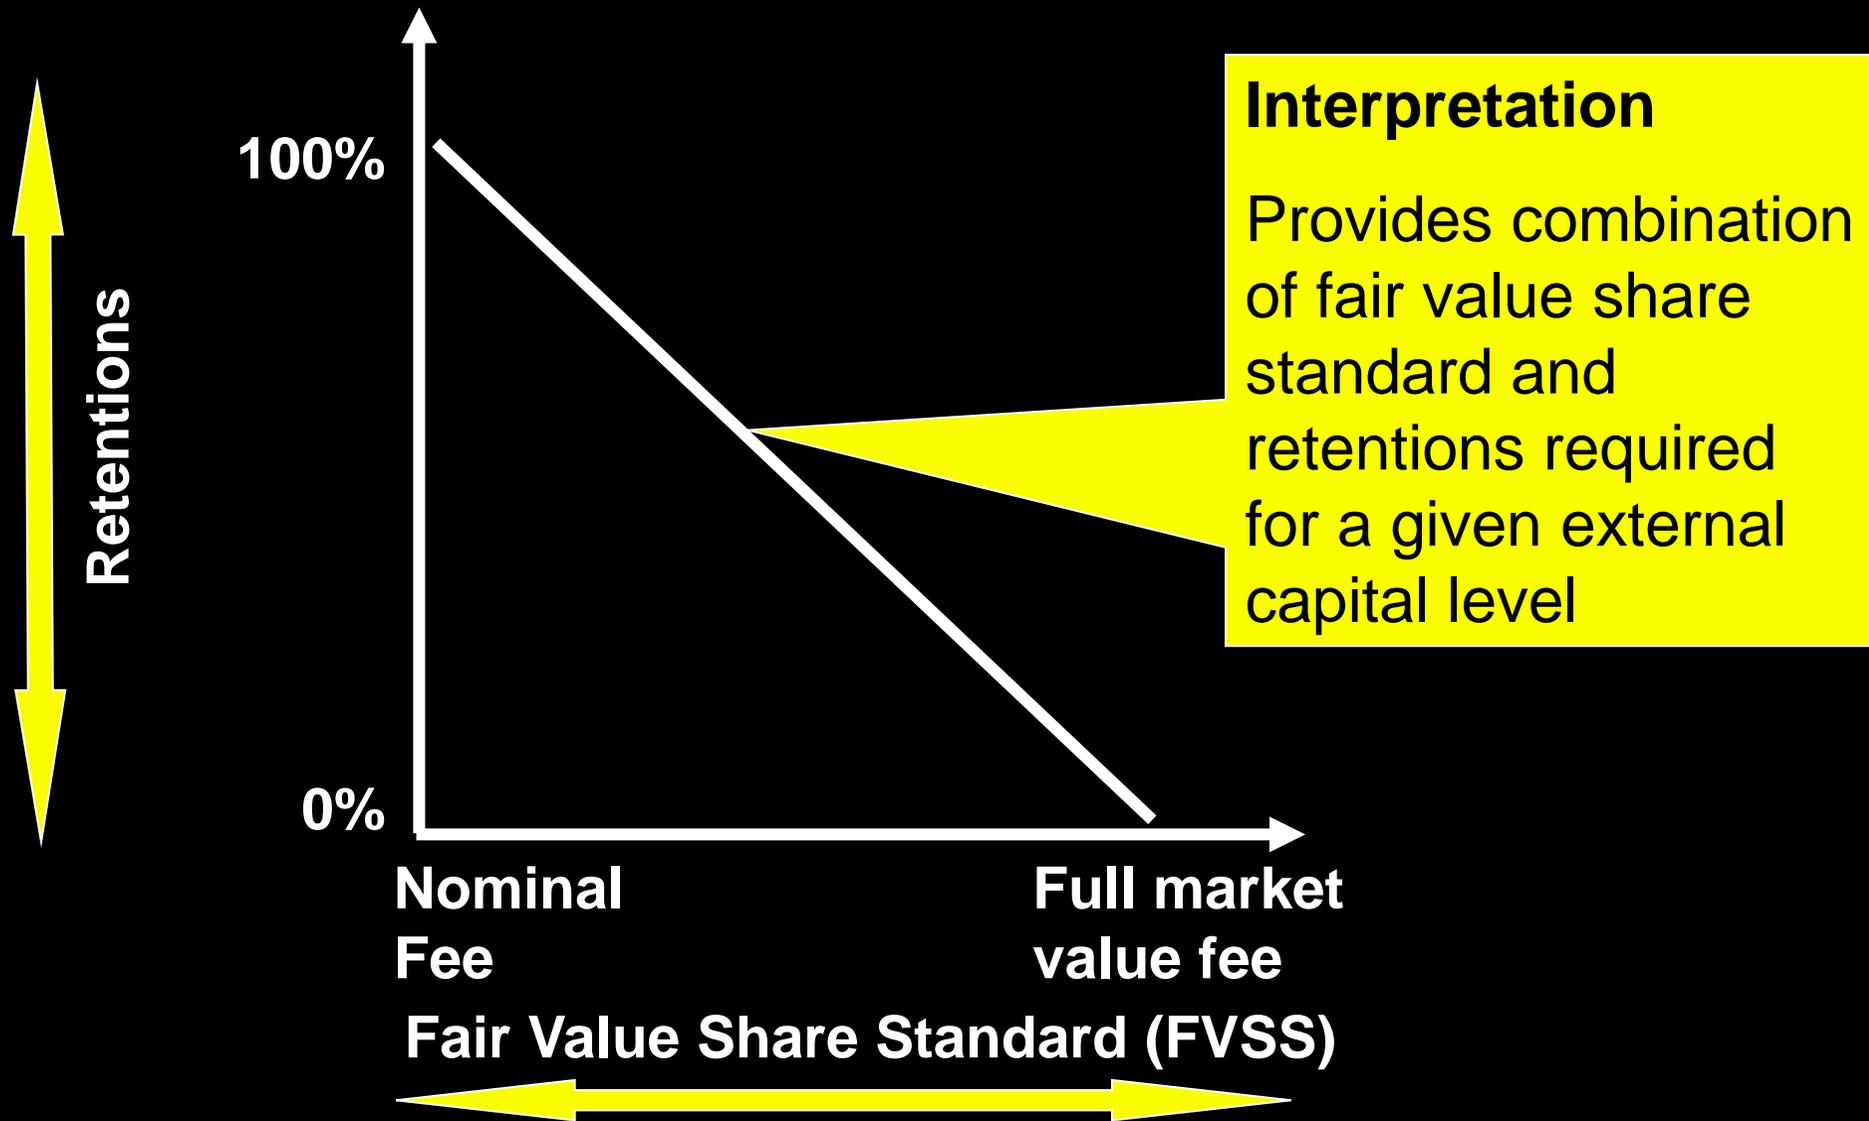 Retentions
100%
0%
Nominal
Fee
Full market
value fee
Fair Value Share Standard (FVSS)
Interpretation
Provides combination
of fair value share
standard and
retentions required
for a given external
capital level